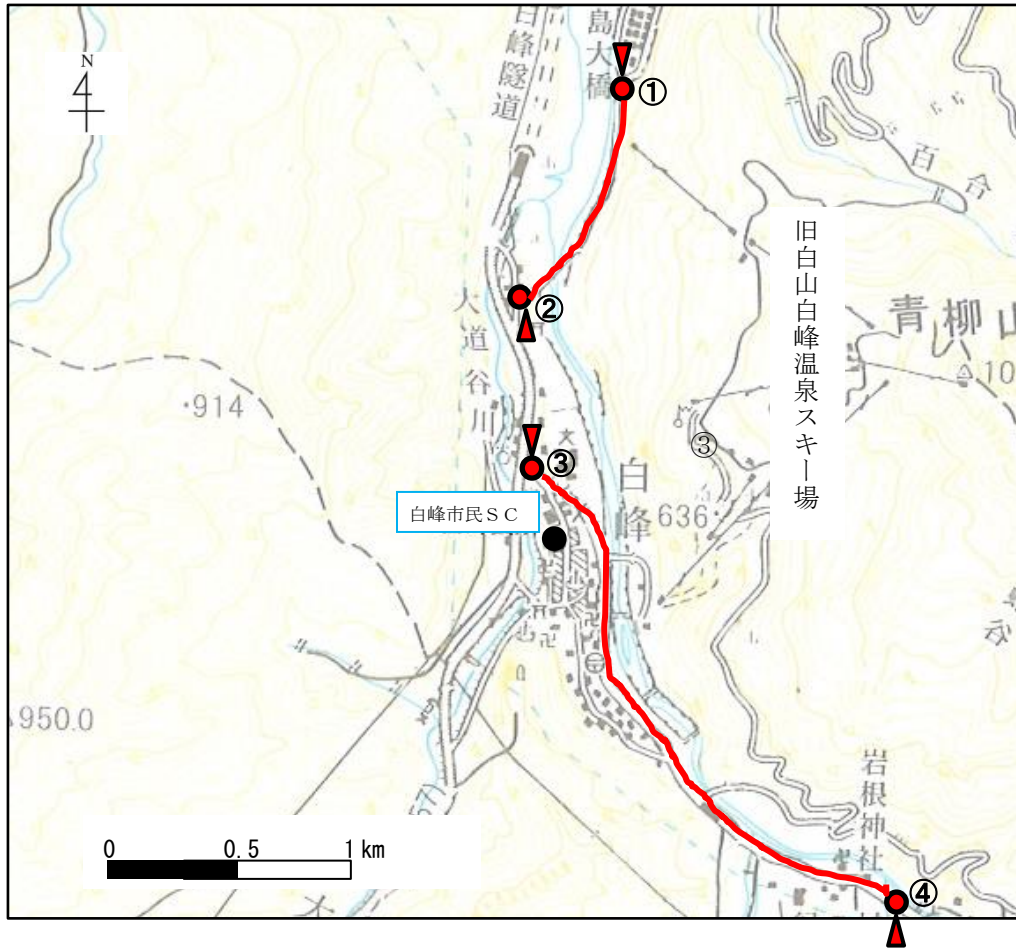 N
白峰隧道
島大橋
①
百合
旧白山白峰温泉スキー場
②
大道谷川
青柳山
10
・914
③
③
白峰
白峰市民ＳＣ
636・
950.0
岩根神社
0 0.5 1 km
④